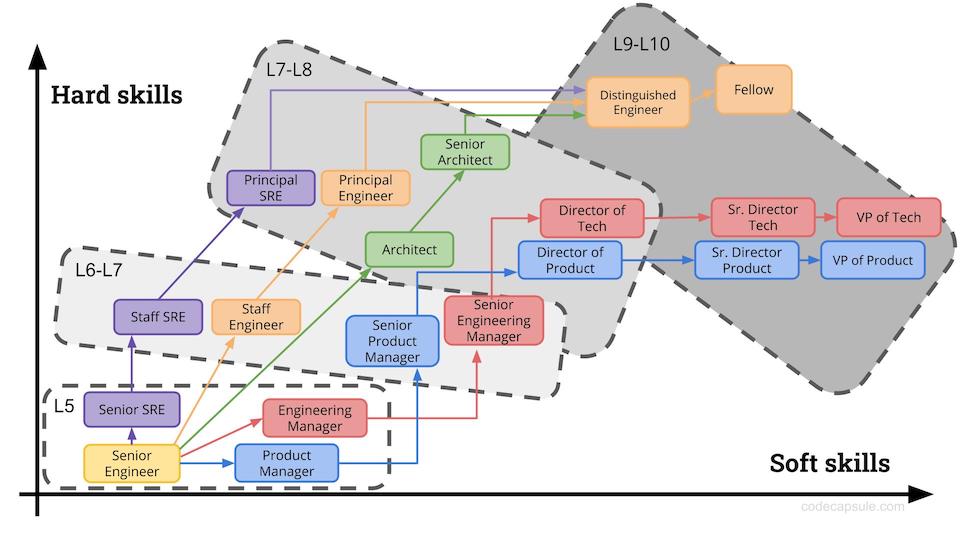 L9-L10
L7-L8
Hard skills
Distinguished
Engineer
Fellow
Senior
Architect
Principal
SRE
Principal
Engineer
Director of
Tech
Sr. Director
Tech
VP of Tech
Architect
Director of
Product
Sr. Director
Product
VP of Product
L6-L7
Staff SRE
Staff
Engineer
Senior
Product
Manager
Senior
Engineering
Manager
L5
Senior SRE
Engineering
Manager
Senior
Engineer
Product
Manager
Soft skills
codecapsule.com